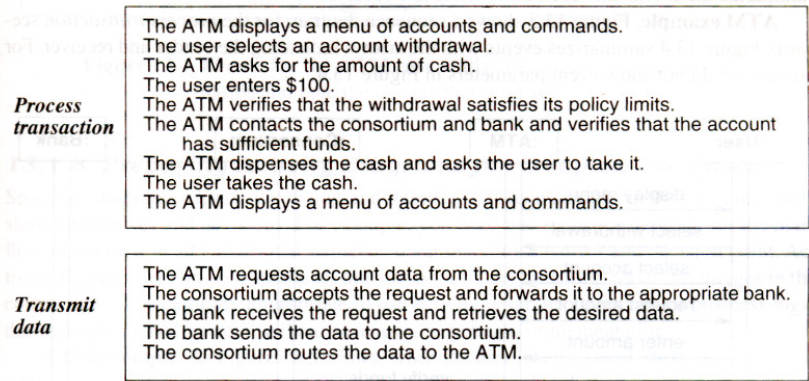 The ATM displays a menu of accounts and commands.
The user selects an account withdrawal.
The ATM asks for the amount of cash.
The user enters $100.
Process
transaction
The ATM verifies that the withdrawal satisfies its policy limits.
The ATM contacts the consortium and bank and verifies that the account
has sufficient funds.
The ATM dispenses the cash and asks the user to take it.
The user takes the cash.
The ATM displays a menu of accounts and commands.
Transmit
data
The ATM requests account data from the consortium.
The consortium accepts the request and forwards it to the appropriate bank.
The bank receives the request and retrieves the desired data.
The bank sends the data to the consortium.
The consortium routes the data to the ATM.